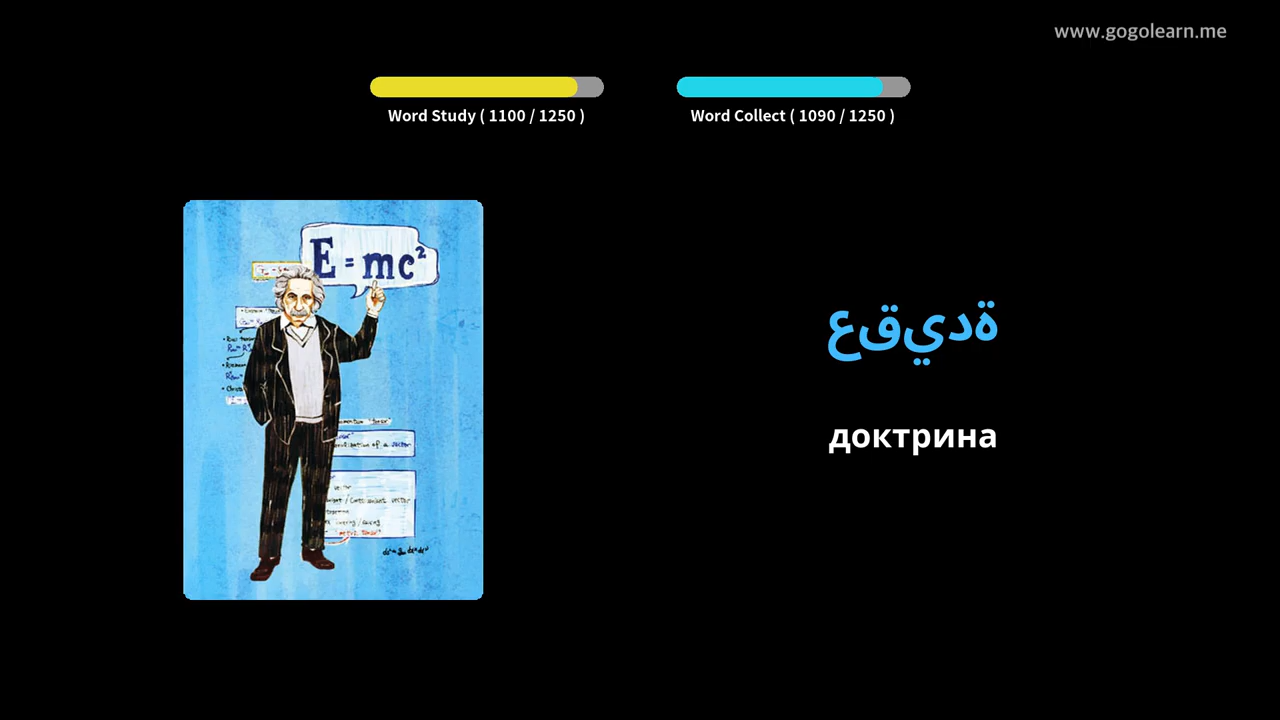 www.gogolearn.me
Word Study ( 1100 / 1250 )
Word Collect ( 1090 / 1250 )
E = mc²
عقيدة
доктрина